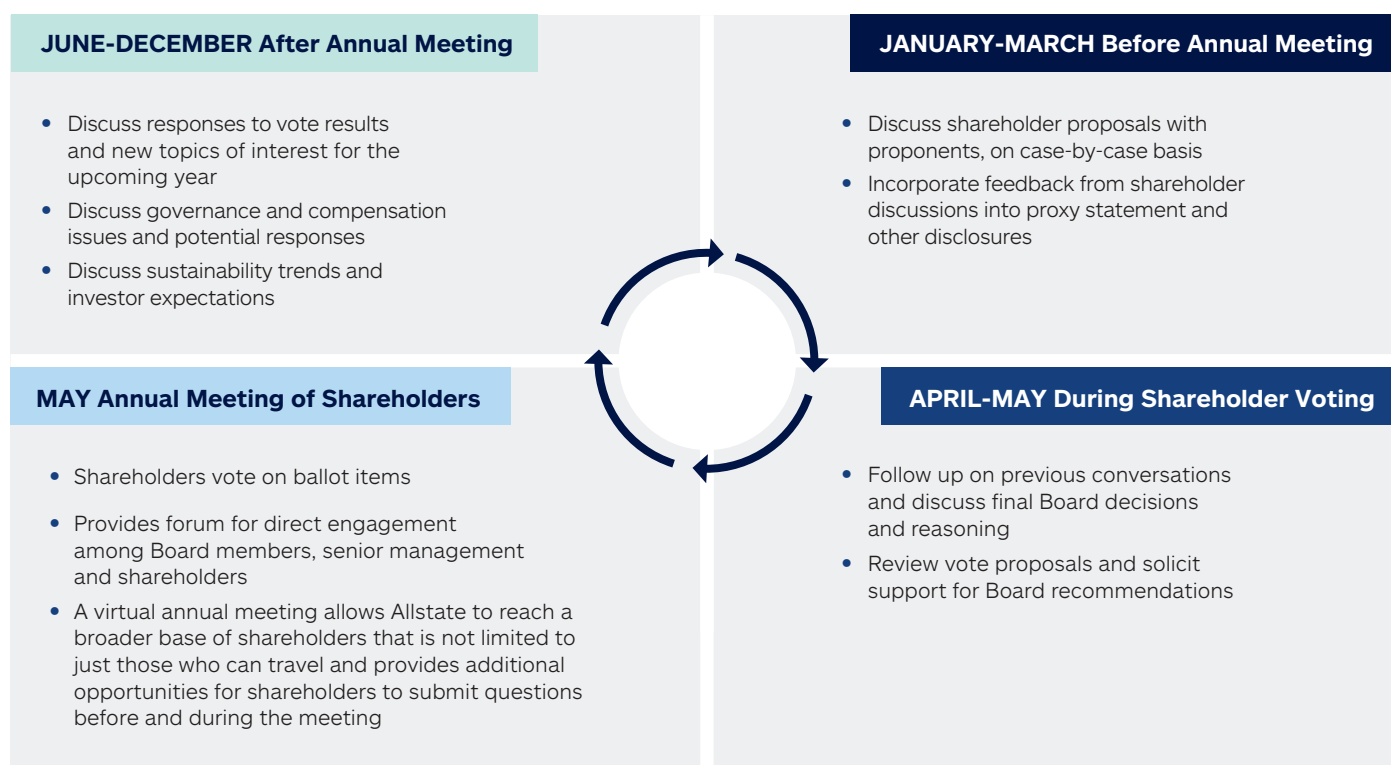 JUNE-DECEMBER After Annual Meeting
• Discuss responses to vote results
and new topics of interest for the
upcoming year
• Discuss governance and compensation
issues and potential responses
• Discuss sustainability trends and
investor expectations
JANUARY-MARCH Before Annual Meeting
• Discuss shareholder proposals with
proponents, on case-by-case basis
• Incorporate feedback from shareholder
discussions into proxy statement and
other disclosures
MAY Annual Meeting of Shareholders
• Shareholders vote on ballot items
• Provides forum for direct engagement
among Board members, senior management
and shareholders
• A virtual annual meeting allows Allstate to reach a
broader base of shareholders that is not limited to
just those who can travel and provides additional
opportunities for shareholders to submit questions
before and during the meeting
APRIL-MAY During Shareholder Voting
• Follow up on previous conversations
and discuss final Board decisions
and reasoning
• Review vote proposals and solicit
support for Board recommendations